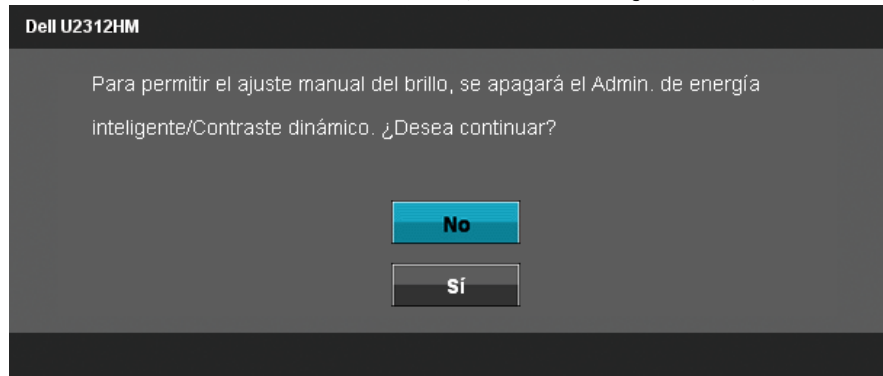 Dell U2312HM
Para permitir el ajuste manual del brillo, se apagará el Admin. de energía
inteligente/Contraste dinámico. ¿Desea continuar?
No
Sí